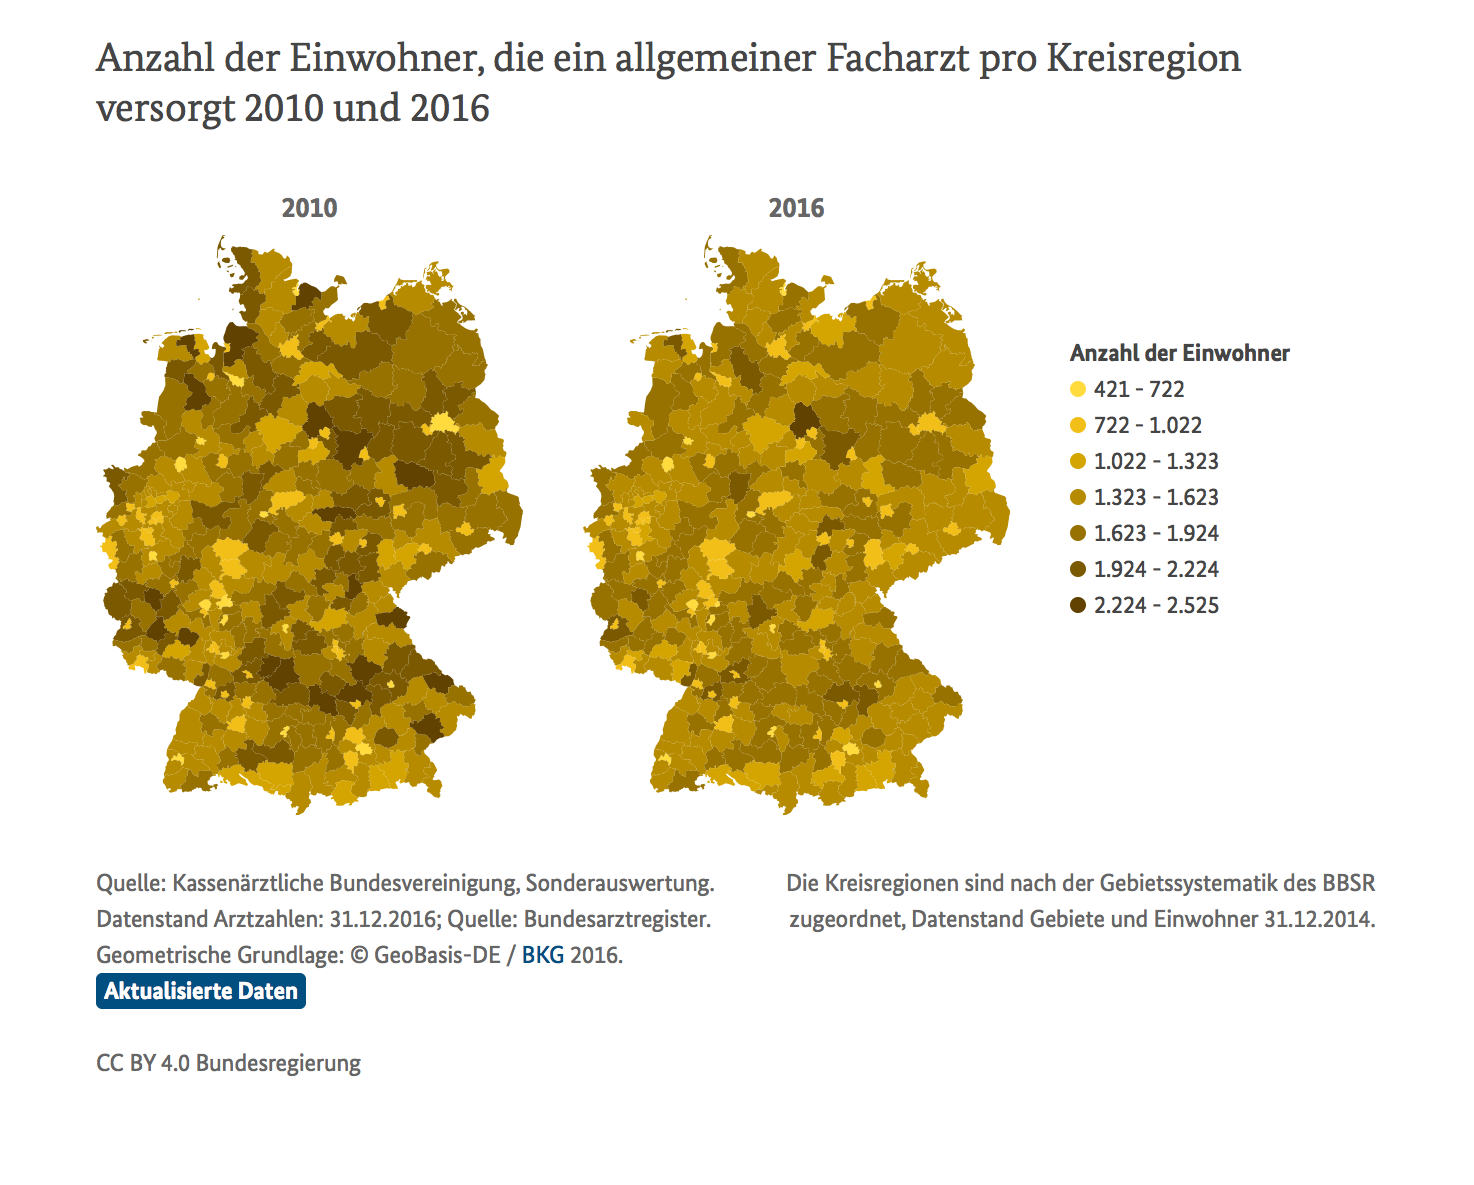 Anzahl der Einwohner, die ein allgemeiner Facharzt pro Kreisregion
versorgt 2010 und 2016
2010
2016
Anzahl der Einwohner
421 - 722
722 - 1.022
1.022 - 1.323
1.323 - 1.623
1.623 - 1.924
1.924 - 2.224
2.224 - 2.525
Quelle: Kassenärztliche Bundesvereinigung, Sonderauswertung.
Datenstand Arztzahlen: 31.12.2016; Quelle: Bundesarztregister.
Geometrische Grundlage: © GeoBasis-DE / BKG 2016.
Aktualisierte Daten
Die Kreisregionen sind nach der Gebietssystematik des BBSR
zugeordnet, Datenstand Gebiete und Einwohner 31.12.2014.
CC BY 4.0 Bundesregierung